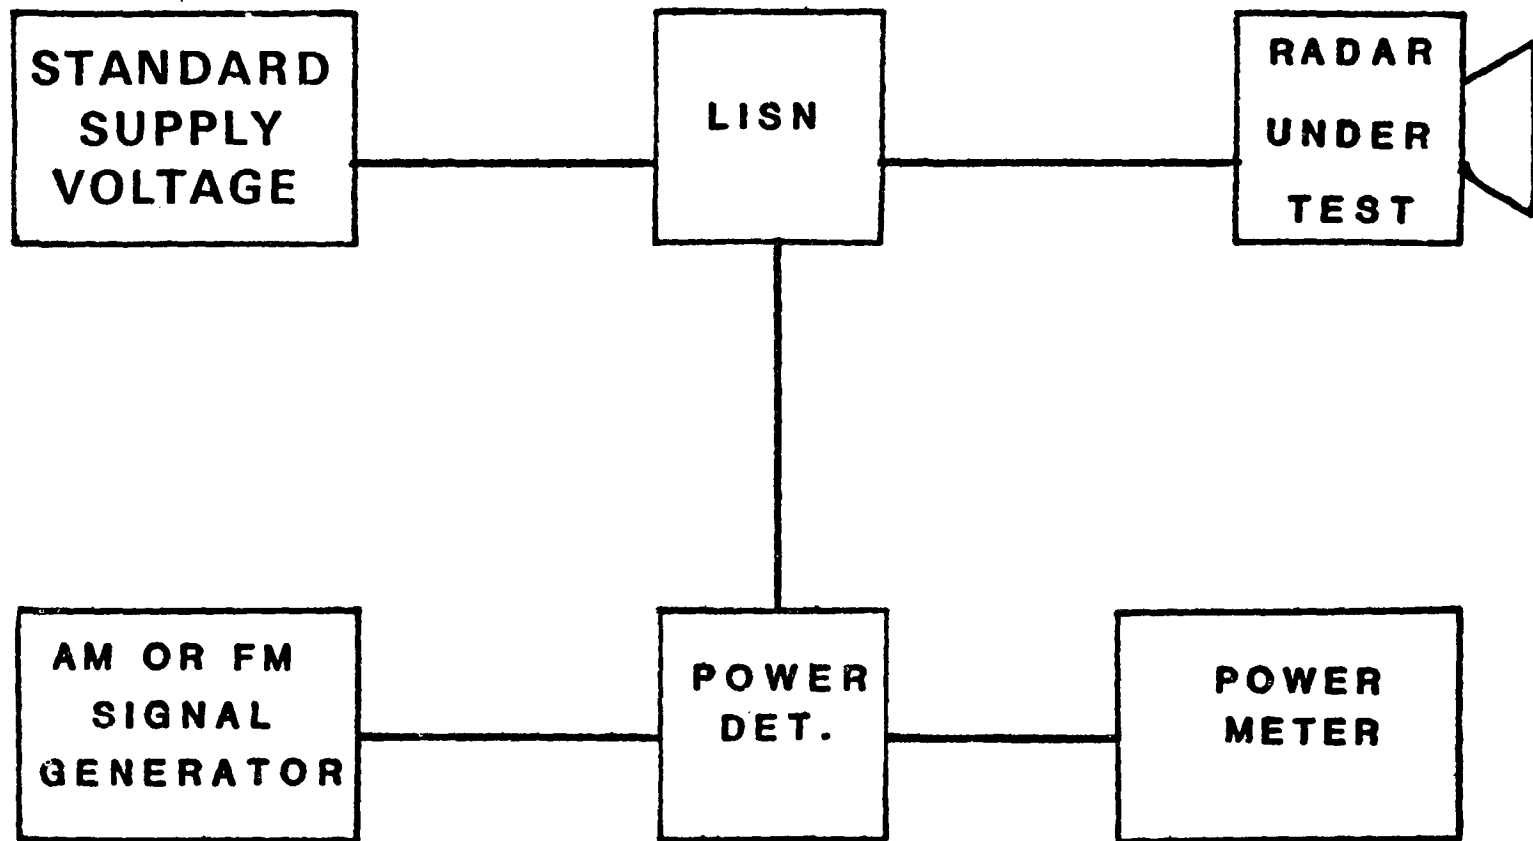 STANDARD
SUPPLY
VOLTAGE
LISN
RADAR
UNDER
TEST
AM OR FM
SIGNAL
GENERATOR
POWER
DET.
POWER
METER